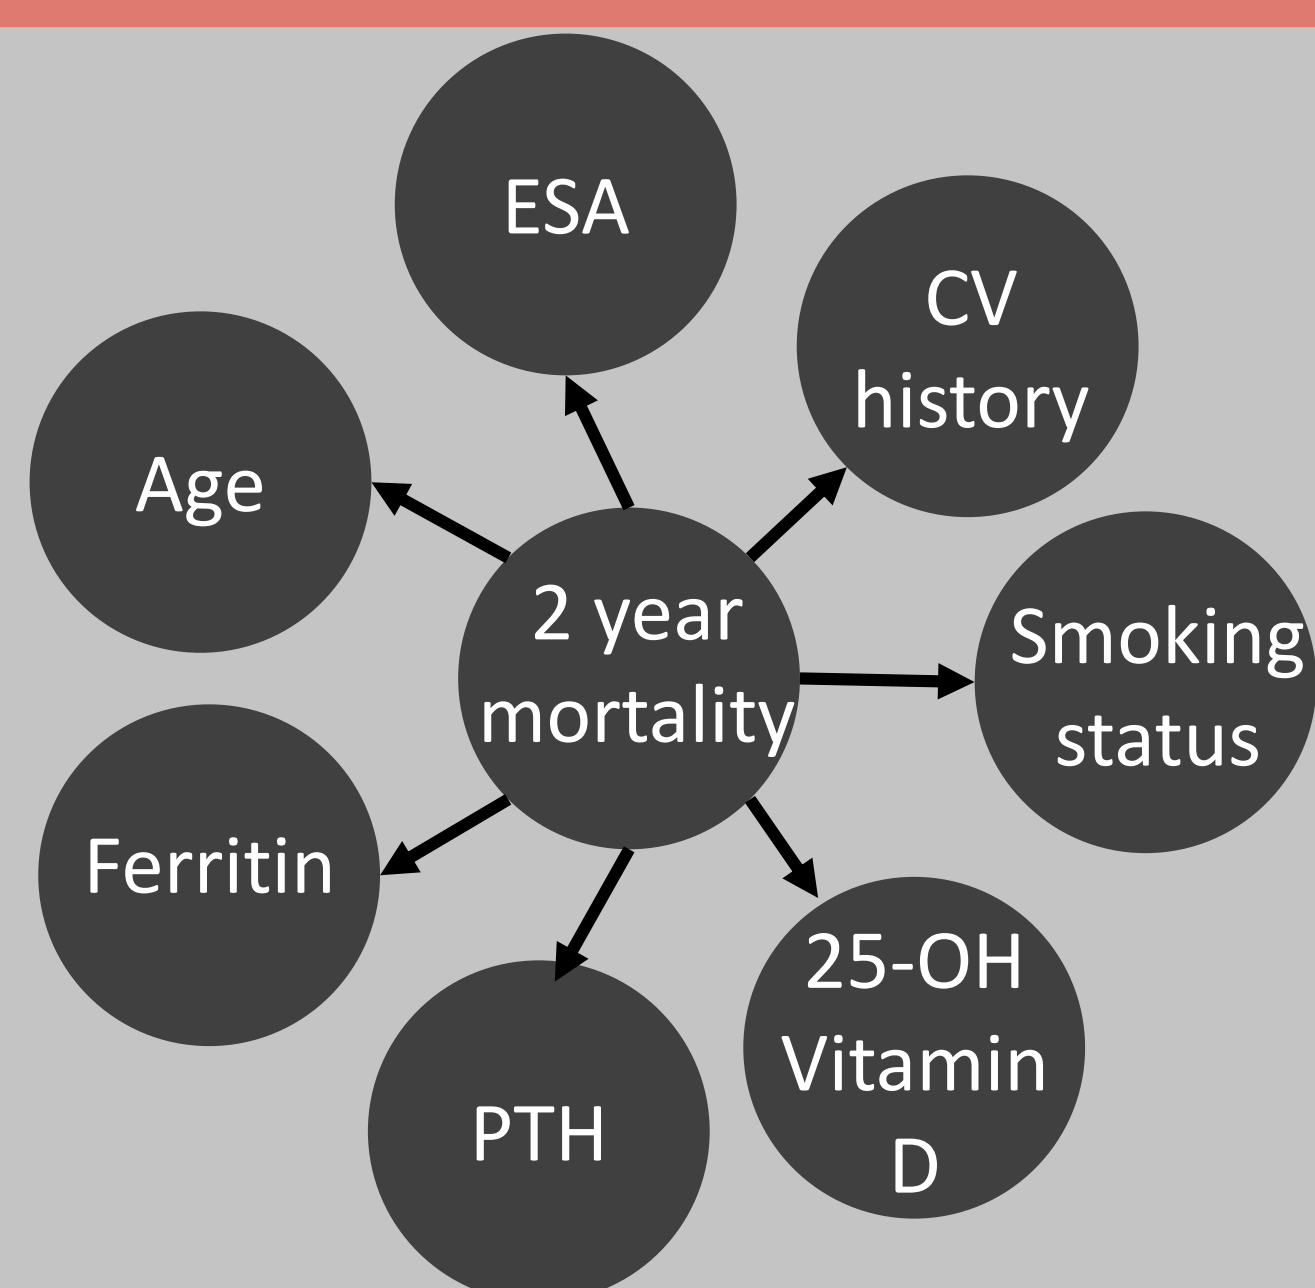 ESA
CV
history
Age
2 year
mortality
Smoking
status
Ferritin
25-OH
Vitamin
D
PTH